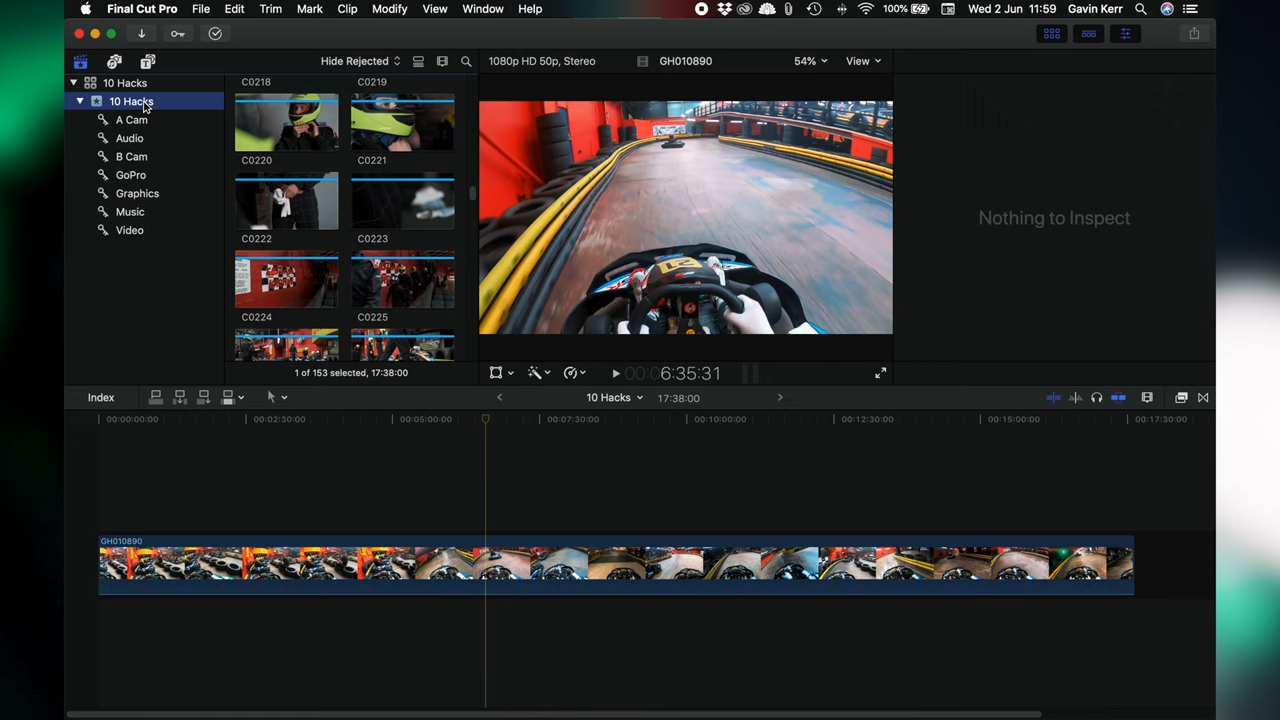 Final Cut Pro File Edit Trim Mark Clip Modify View Window Help 100% Wed 2 Jun 11:59 Gavin Kerr
Hide Rejected 1080p HD 50p, Stereo GH010890 54% View
10 Hacks
10 Hacks
A Cam
Audio
B Cam
GoPro
Graphics
Music
Video
C0218 C0219
C0220 C0221
C0222 C0223
C0224 C0225
1 of 153 selected, 17:38:00
21
Nothing to Inspect
00:06:35:31
Index 10 Hacks 17:38:00
00:00:00:00 00:02:30:00 00:05:00:00 00:07:30:00 00:10:00:00 00:12:30:00 00:15:00:00 00:17:30:00
GH010890